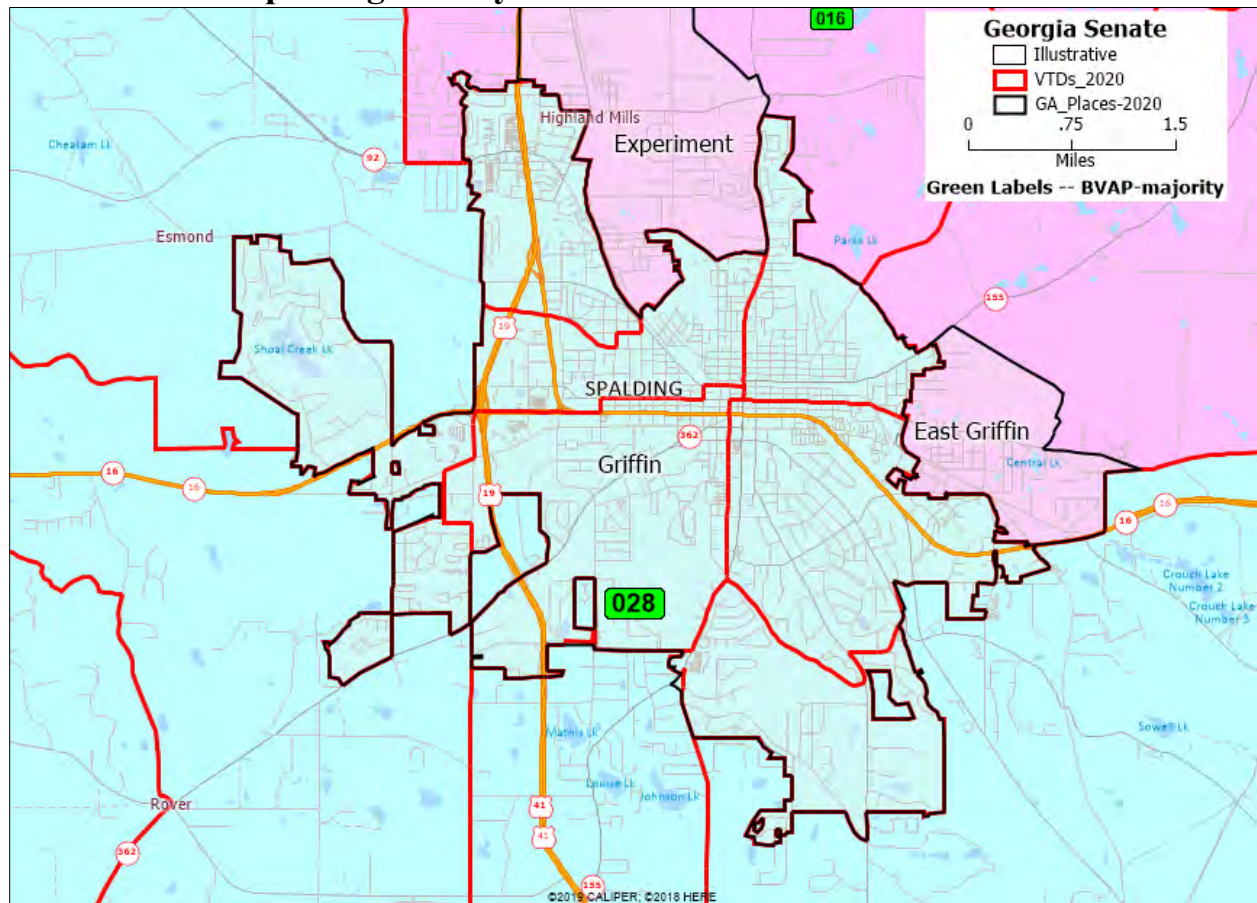 016
Georgia Senate
Illustrative
VTDs_2020
GA_Places-2020
0 .75 1.5
Miles
Green Labels -- BVAP-majority
Highland Mills
Experiment
Cheatam Lk
92
Esmond
Parks Lk
155
19
Shoal Creek Lk
SPALDING
362
East Griffin
Griffin
Central Lk
16
16
19
16
16
Crouch Lake
Number 2
Crouch Lake
Number 3
028
Mathis Lk
Sowell Lk
Louise Lk
Johnson Lk
Rover
41
41
362
155
©2019 CALIPER; ©2018 HERE